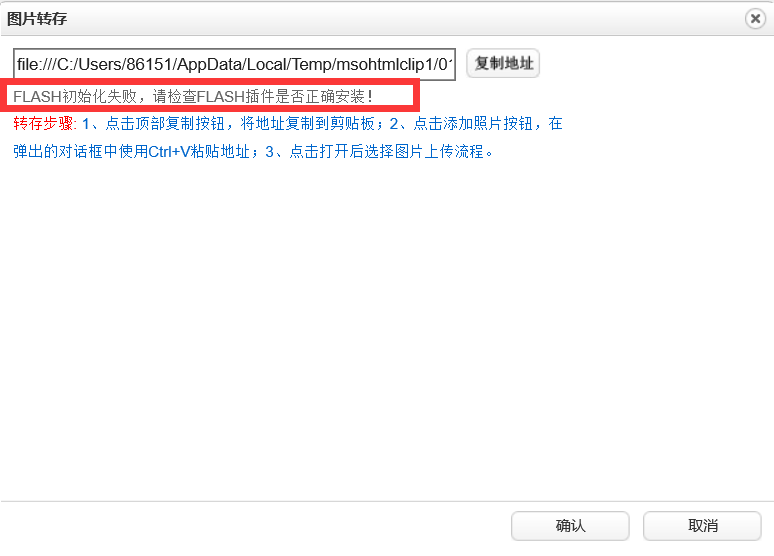 图片转存
file:///C:/Users/86151/AppData/Local/Temp/msohtmlclip1/01
复制地址
FLASH初始化失败，请检查FLASH插件是否正确安装！
转存步骤: 1、点击顶部复制按钮，将地址复制到剪贴板；2、点击添加照片按钮，在
弹出的对话框中使用Ctrl+V粘贴地址；3、点击打开后选择图片上传流程。
确认
取消